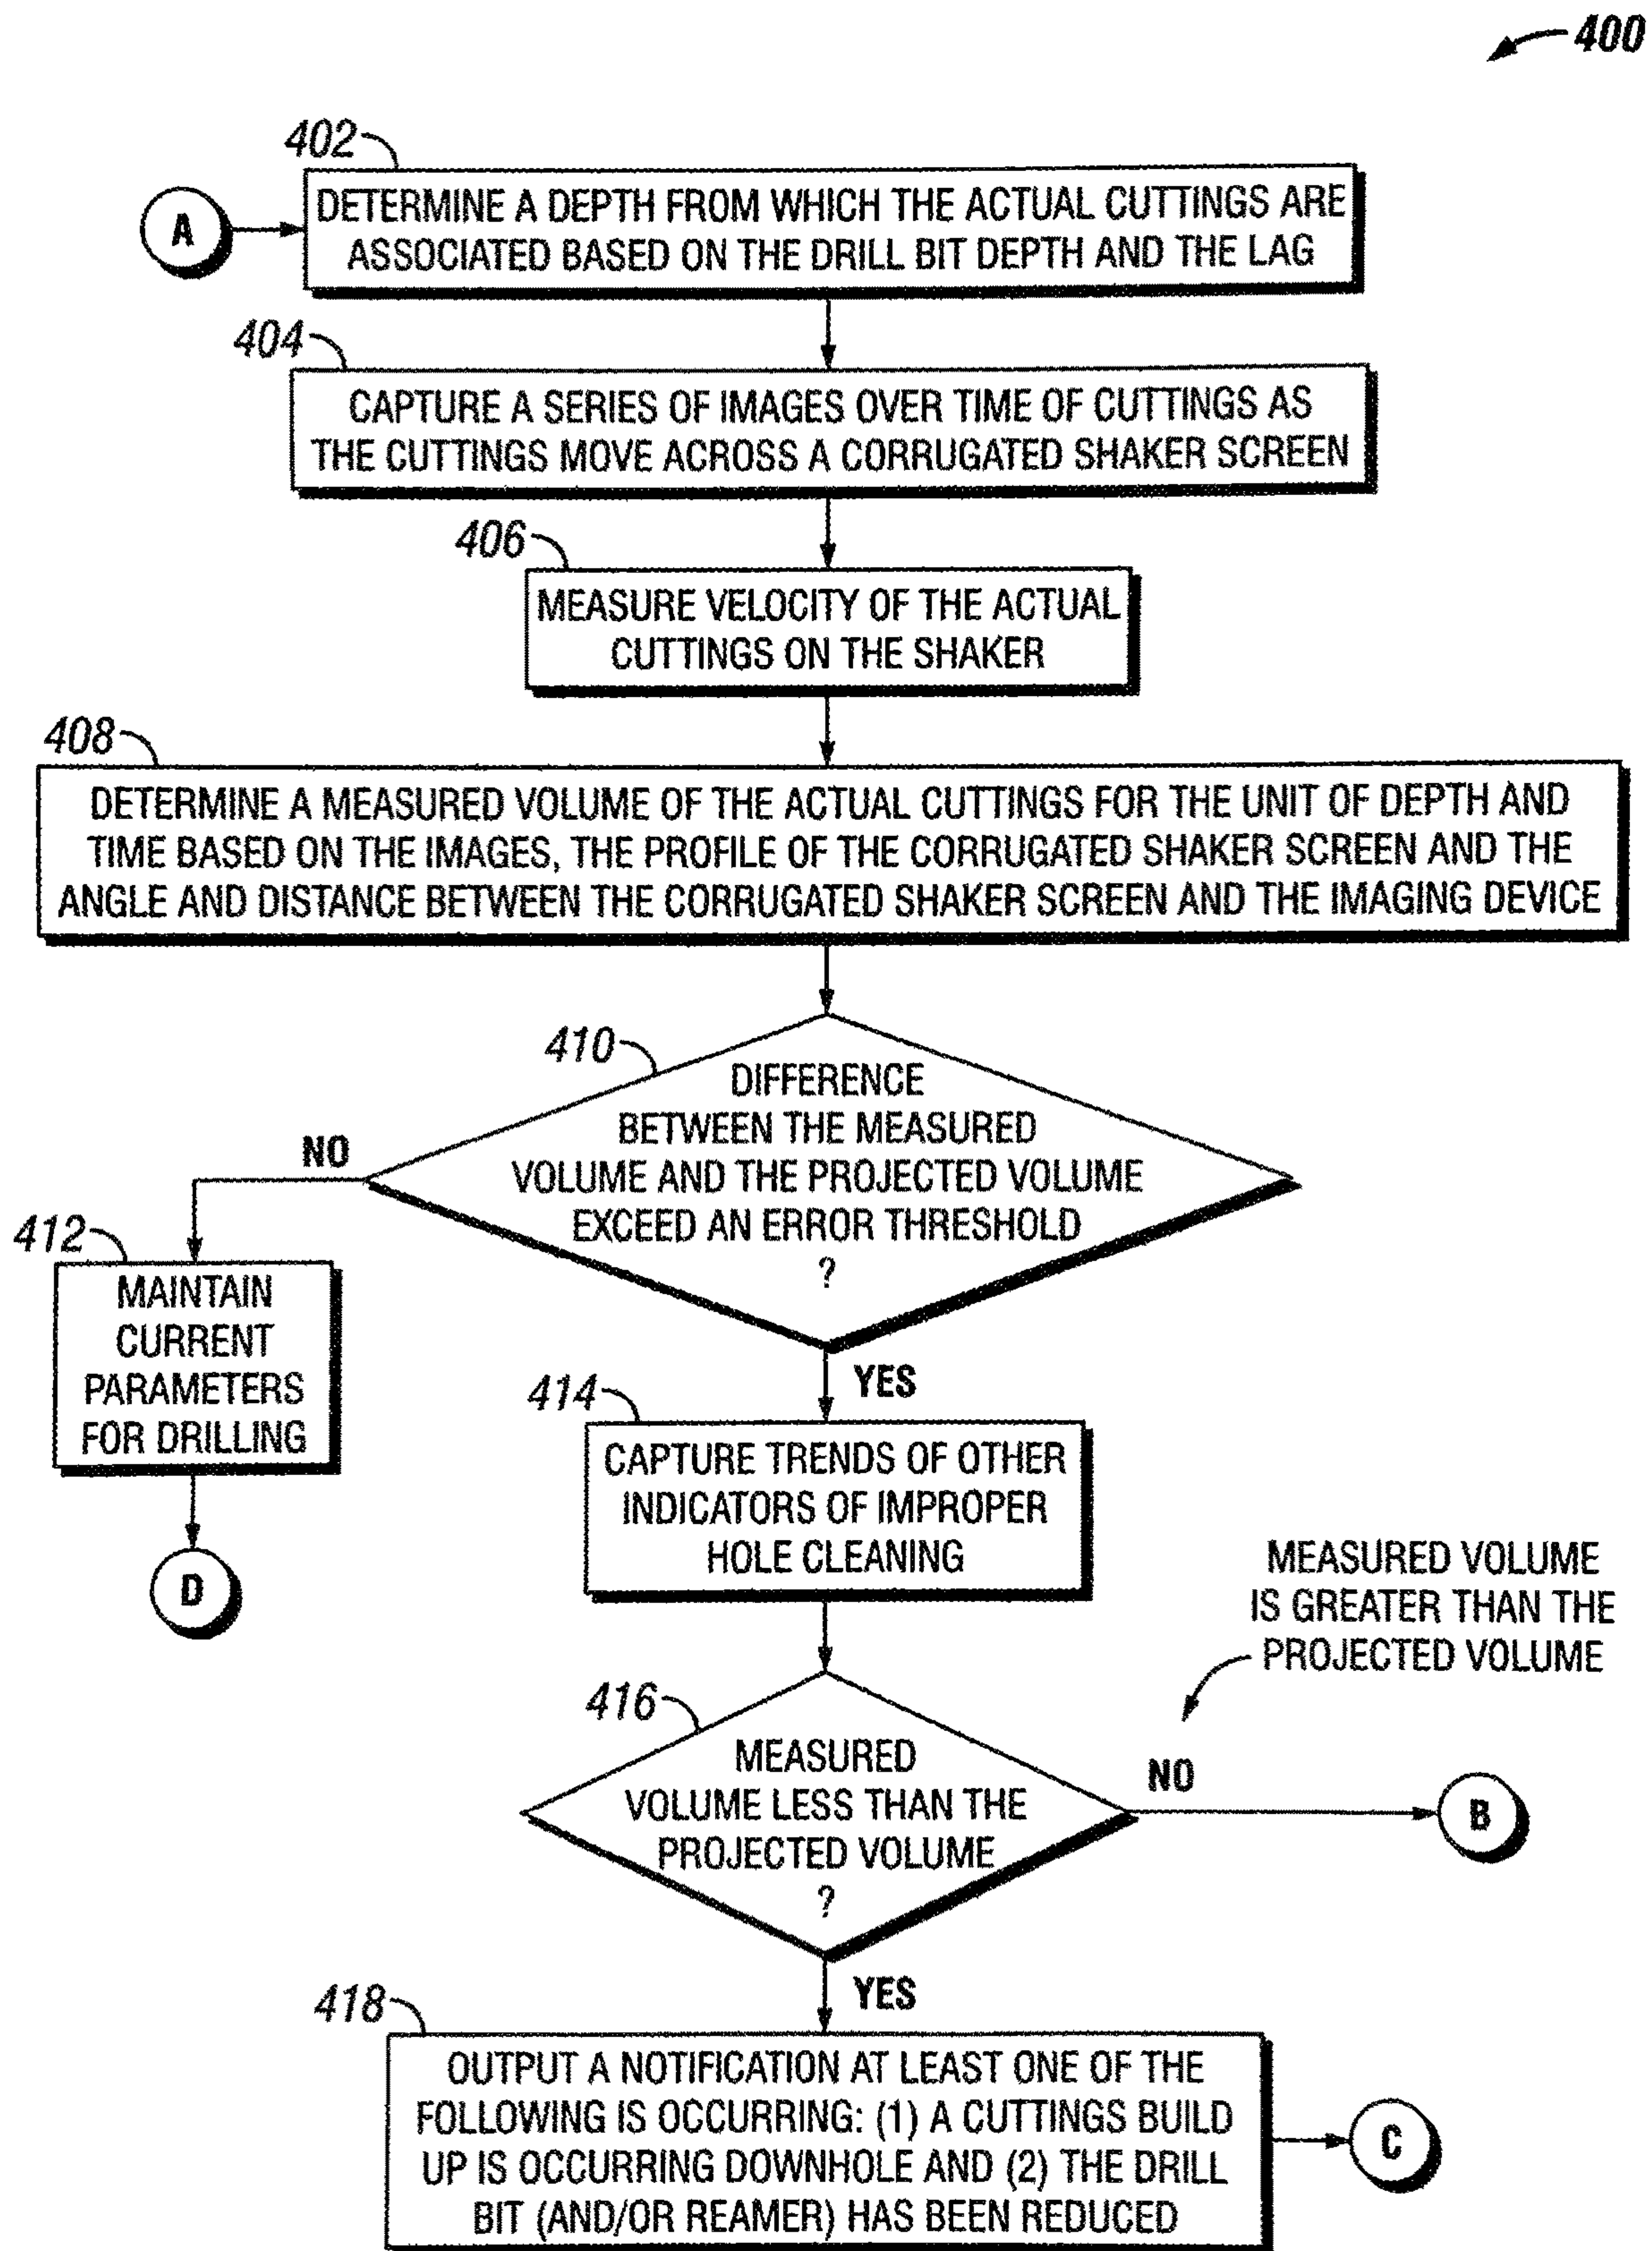 400
402
A
DETERMINE A DEPTH FROM WHICH THE ACTUAL CUTTINGS ARE
ASSOCIATED BASED ON THE DRILL BIT DEPTH AND THE LAG
404
CAPTURE A SERIES OF IMAGES OVER TIME OF CUTTINGS AS
THE CUTTINGS MOVE ACROSS A CORRUGATED SHAKER SCREEN
406
MEASURE VELOCITY OF THE ACTUAL
CUTTINGS ON THE SHAKER
408
DETERMINE A MEASURED VOLUME OF THE ACTUAL CUTTINGS FOR THE UNIT OF DEPTH AND
TIME BASED ON THE IMAGES, THE PROFILE OF THE CORRUGATED SHAKER SCREEN AND THE
ANGLE AND DISTANCE BETWEEN THE CORRUGATED SHAKER SCREEN AND THE IMAGING DEVICE
410
DIFFERENCE
BETWEEN THE MEASURED
VOLUME AND THE PROJECTED VOLUME
EXCEED AN ERROR THRESHOLD
?
NO
412
MAINTAIN
CURRENT
PARAMETERS
FOR DRILLING
D
YES
414
CAPTURE TRENDS OF OTHER
INDICATORS OF IMPROPER
HOLE CLEANING
MEASURED VOLUME
IS GREATER THAN THE
PROJECTED VOLUME
416
MEASURED
VOLUME LESS THAN THE
PROJECTED VOLUME
?
NO
B
YES
418
OUTPUT A NOTIFICATION AT LEAST ONE OF THE
FOLLOWING IS OCCURRING: (1) A CUTTINGS BUILD
UP IS OCCURRING DOWNHOLE AND (2) THE DRILL
BIT (AND/OR REAMER) HAS BEEN REDUCED
C